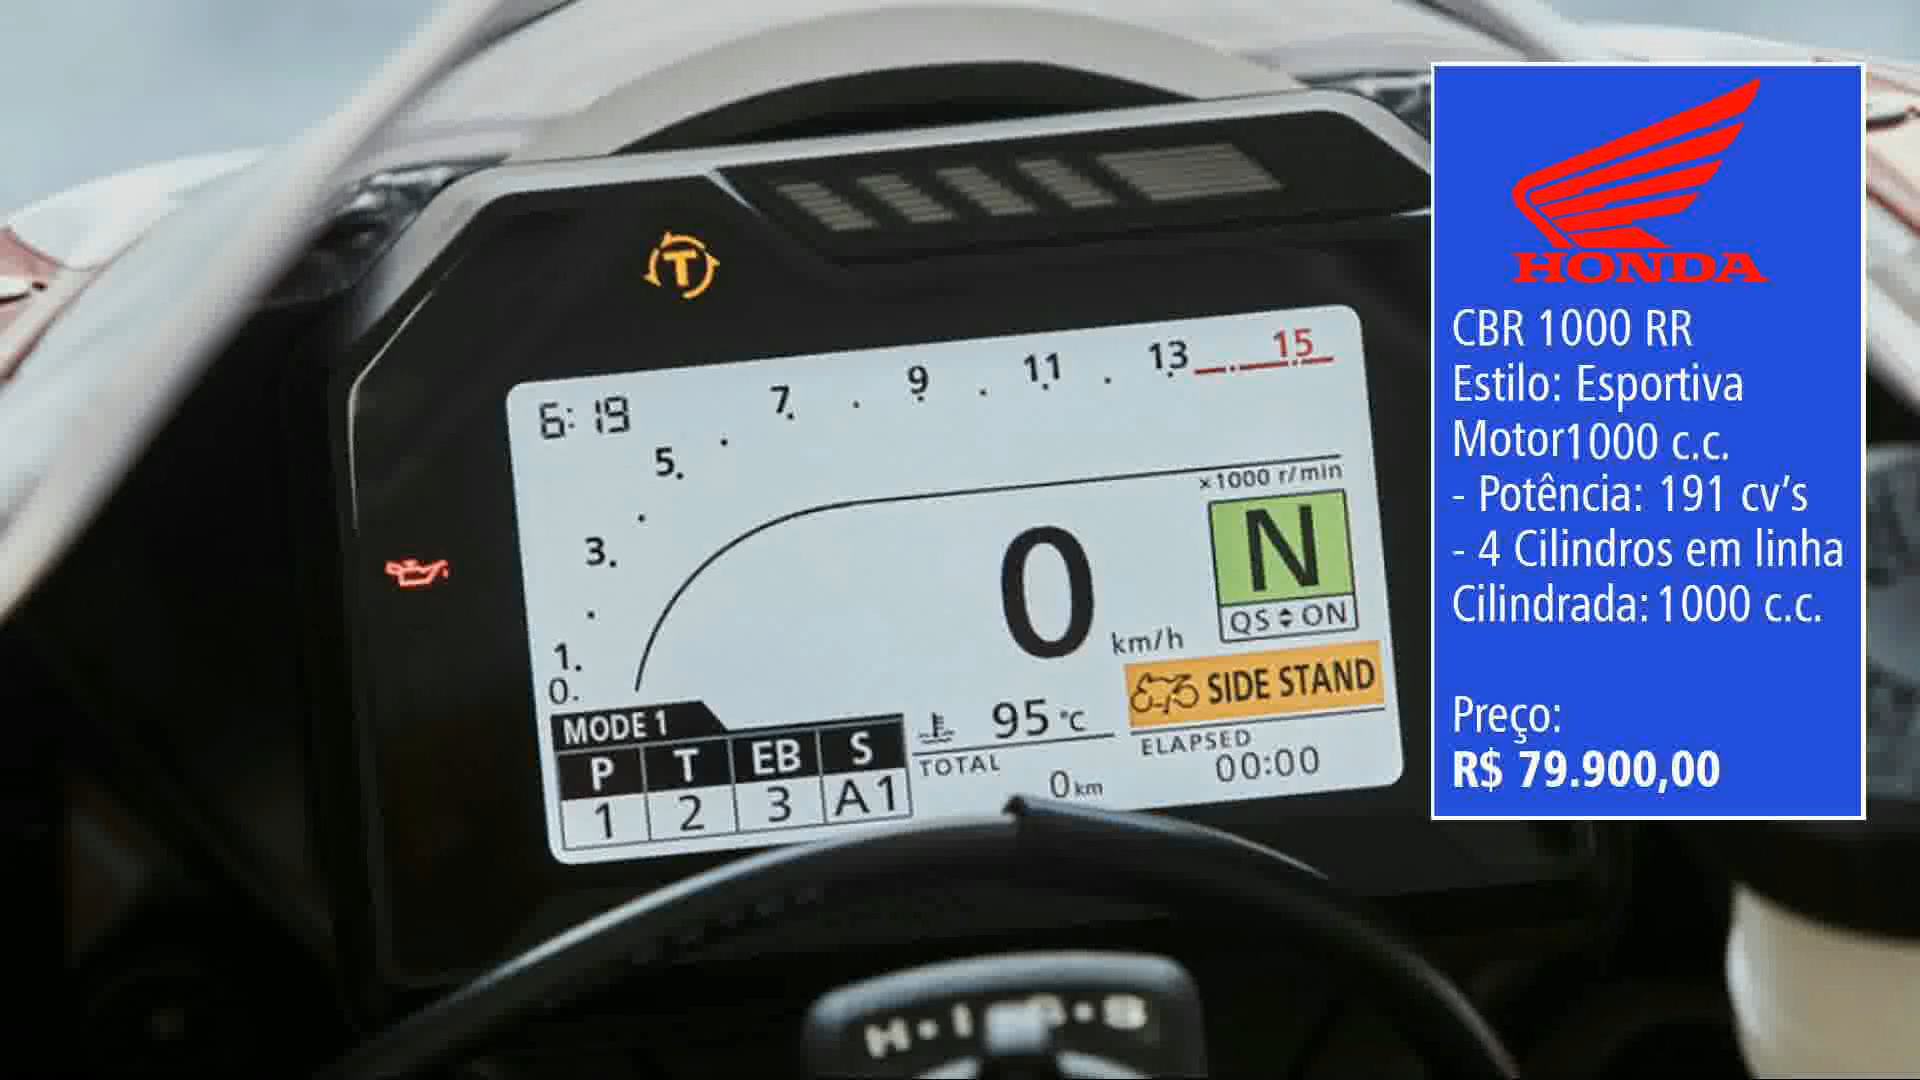 T
6:19
0. 1. 3. 5. 7. 9 11 13 15
×1000 r/min
N
QS ON
0 km/h
SIDE STAND
MODE 1
P T EB S
1 2 3 A1
95 °C
TOTAL
0 km
ELAPSED
00:00
HONDA
CBR 1000 RR
Estilo: Esportiva
Motor1000 c.c.
- Potência: 191 cv’s
- 4 Cilindros em linha
Cilindrada: 1000 c.c.
Preço:
R$ 79.900,00